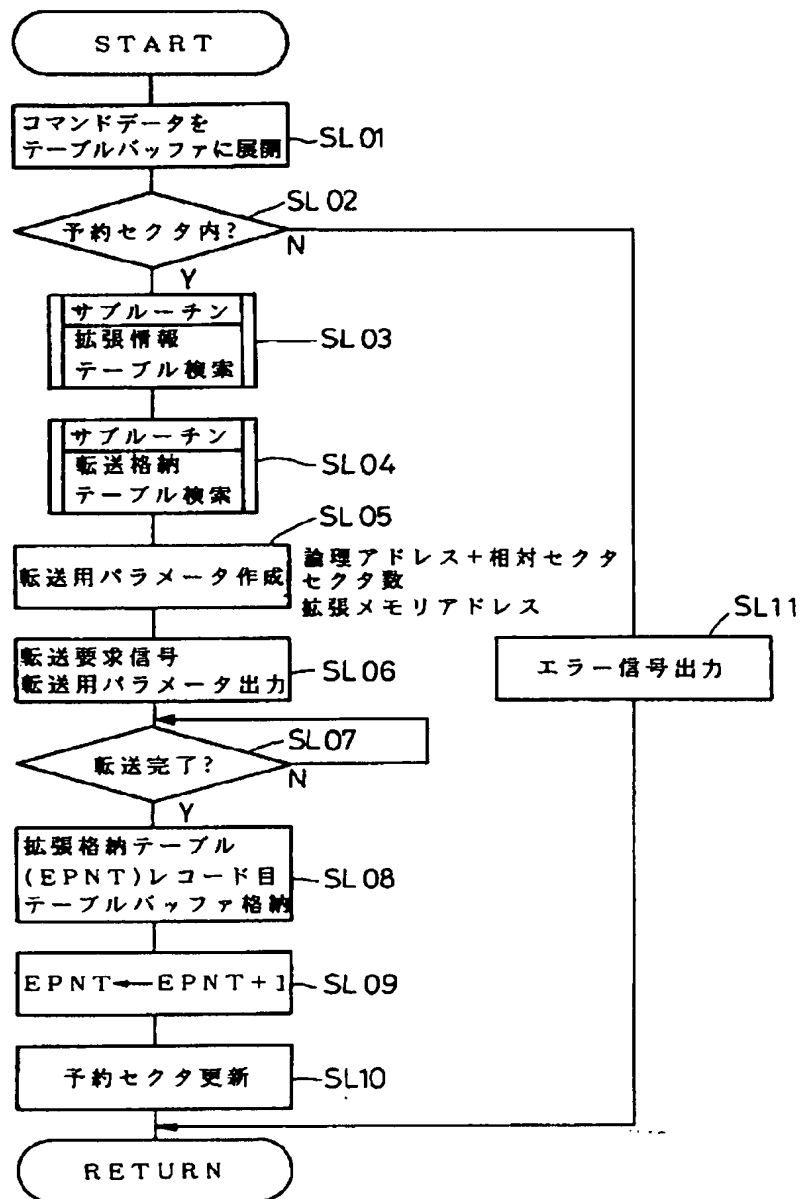 START
コマンドデータを
テーブルバッファに展開
SL01
SL02
予約セクタ内?
N
Y
サブルーチン
拡張情報
テーブル検索
SL03
サブルーチン
転送格納
テーブル検索
SL04
SL05
転送用パラメータ作成
論理アドレス+相対セクタ
セクタ数
拡張メモリアドレス
SL11
エラー信号出力
転送要求信号
転送用パラメータ出力
SL06
SL07
転送完了?
N
Y
拡張格納テーブル
(EPNT)レコード目
テーブルバッファ格納
SL08
EPNT←EPNT+1
SL09
予約セクタ更新
SL10
RETURN